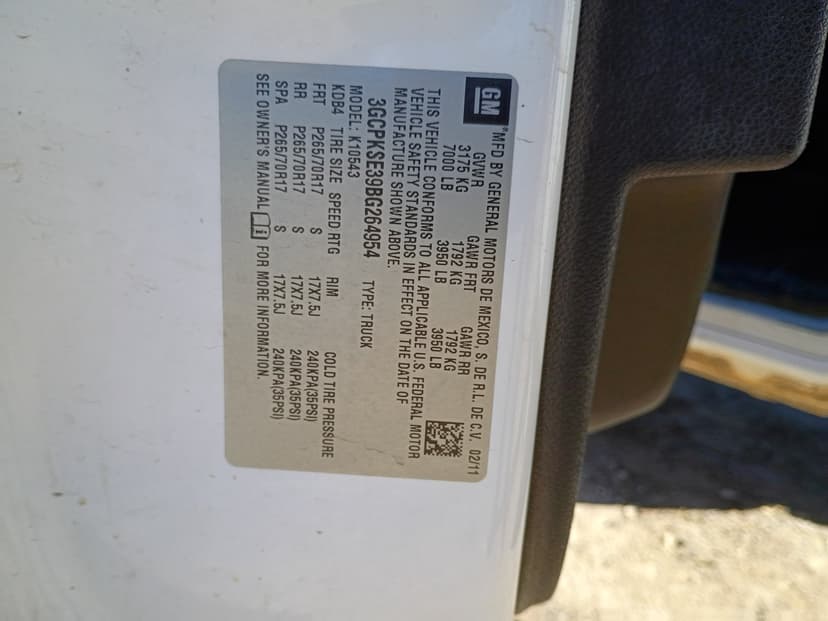 GM
®MFD BY GENERAL MOTORS DE MEXICO, S. DE R.L. DE C.V. 02/11
GVWR GAWR FRT GAWR RR
3175 KG 1792 KG 1792 KG
7000 LB 3950 LB 3950 LB
THIS VEHICLE CONFORMS TO ALL APPLICABLE U.S. FEDERAL MOTOR
VEHICLE SAFETY STANDARDS IN EFFECT ON THE DATE OF
MANUFACTURE SHOWN ABOVE.
3GCPKSE39BG264954 TYPE: TRUCK
MODEL: K10543
KDB4 TIRE SIZE SPEED RTG RIM COLD TIRE PRESSURE
FRT P265/70R17 S 17X7.5J 240KPA(35PSI)
RR P265/70R17 S 17X7.5J 240KPA(35PSI)
SPA P265/70R17 S 17X7.5J 240KPA(35PSI)
SEE OWNER'S MANUAL FOR MORE INFORMATION.